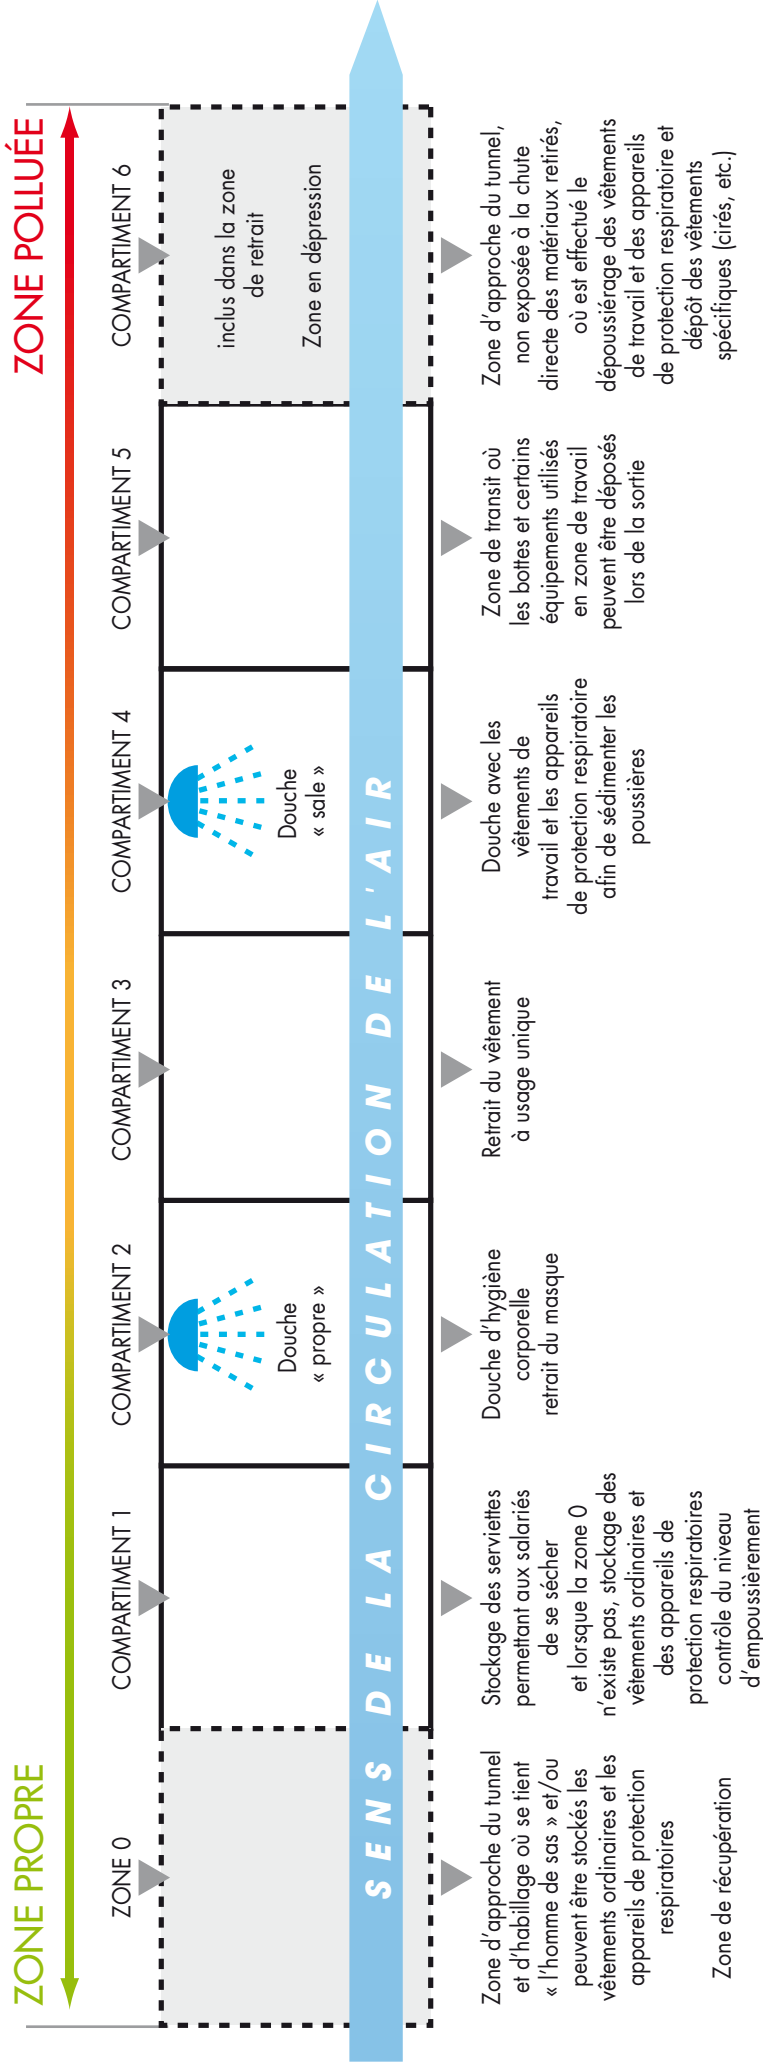 ZONE PROPRE
ZONE POLLUÉE
ZONE 0
COMPARTIMENT 1
COMPARTIMENT 2
COMPARTIMENT 3
COMPARTIMENT 4
COMPARTIMENT 5
COMPARTIMENT 6
Douche
« propre »
Douche
« sale »
inclus dans la zone
de retrait
Zone en dépression
SENS DE LA CIRCULATION DE L'AIR
Zone d'approche du tunnel
et d'habillage où se tient
« l'homme de sas » et/ou
peuvent être stockés les
vêtements ordinaires et les
appareils de protection
respiratoires
Zone de récupération
Stockage des serviettes
permettant aux salariés
de se sécher
et lorsque la zone 0
n'existe pas, stockage des
vêtements ordinaires et
des appareils de
protection respiratoires
contrôle du niveau
d'empoussièrement
Douche d'hygiène
corporelle
retrait du masque
Retrait du vêtement
à usage unique
Douche avec les
vêtements de
travail et les appareils
de protection respiratoire
afin de sédimenter les
poussières
Zone de transit où
les bottes et certains
équipements utilisés
en zone de travail
peuvent être déposés
lors de la sortie
Zone d'approche du tunnel,
non exposée à la chute
directe des matériaux retirés,
où est effectué le
dépoussiérage des vêtements
de travail et des appareils
de protection respiratoire et
dépôt des vêtements
spécifiques (cirés, etc.)